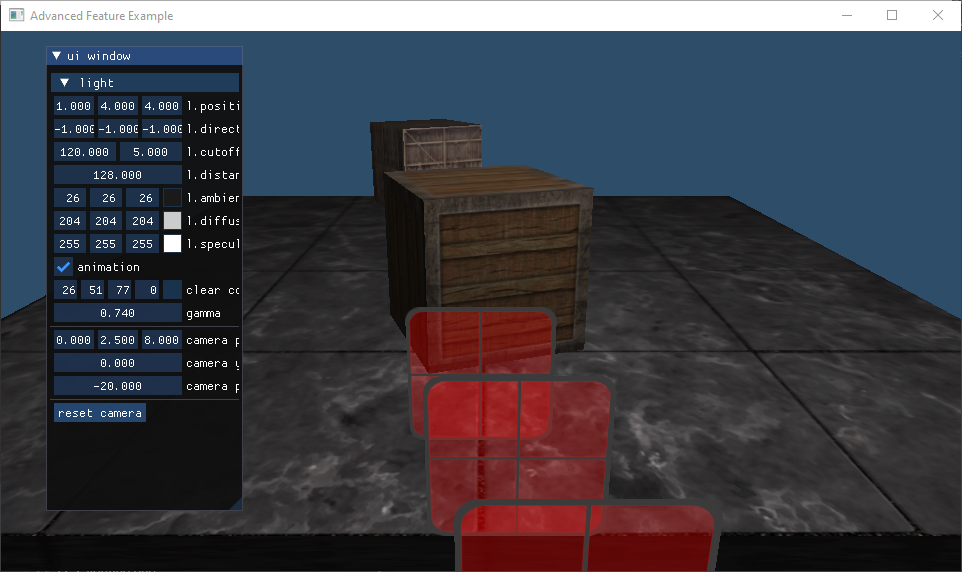 Advanced Feature Example
ui window
light
1.000 4.000 4.000 l.positi
-1.000 -1.000 -1.000 l.direct
120.000 5.000 l.cutoff
128.000 l.distan
26 26 26 l.ambien
204 204 204 l.diffus
255 255 255 l.specul
animation
26 51 77 0 clear co
0.740 gamma
0.000 2.500 8.000 camera p
0.000 camera y
-20.000 camera p
reset camera